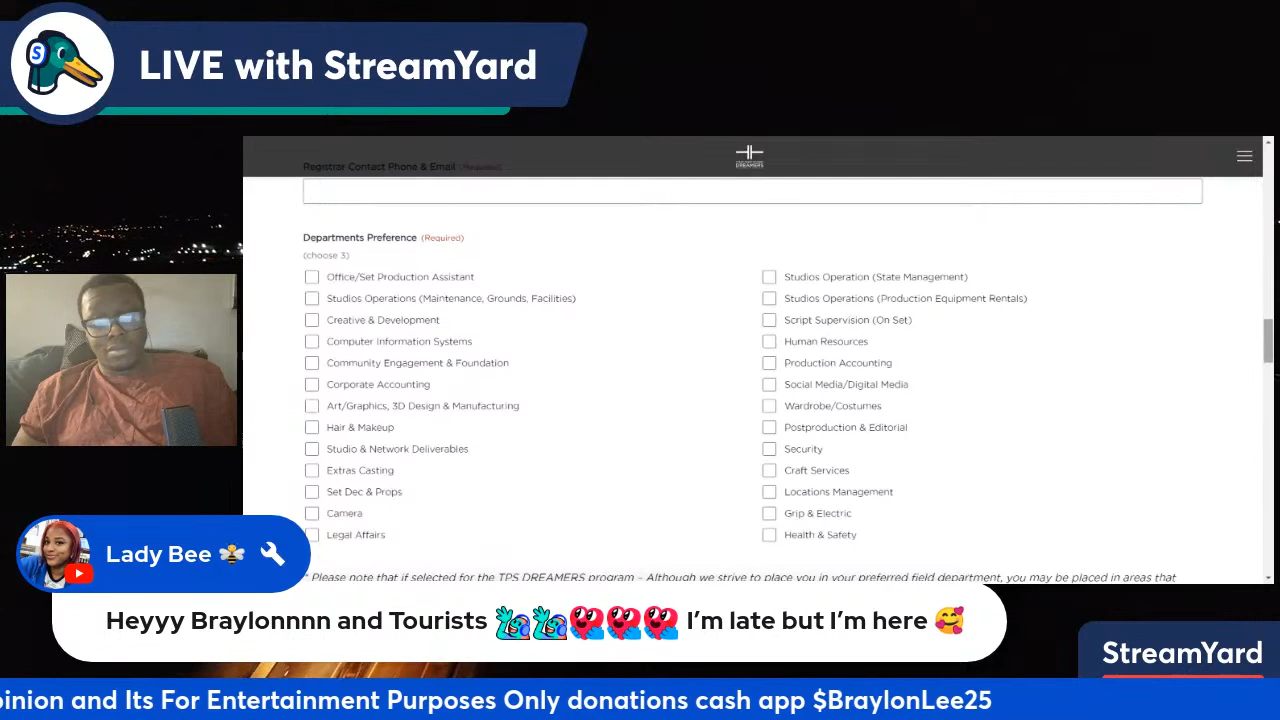 S
LIVE with StreamYard
DREAMERS
Registrar Contact Phone & Email (Required)
Departments Preference (Required)
(choose 3)
Office/Set Production Assistant
Studios Operation (State Management)
Studios Operations (Maintenance, Grounds, Facilities)
Studios Operations (Production Equipment Rentals)
Creative & Development
Script Supervision (On Set)
Computer Information Systems
Human Resources
Community Engagement & Foundation
Production Accounting
Corporate Accounting
Social Media/Digital Media
Art/Graphics, 3D Design & Manufacturing
Wardrobe/Costumes
Hair & Makeup
Postproduction & Editorial
Studio & Network Deliverables
Security
Extras Casting
Craft Services
Set Dec & Props
Locations Management
Camera
Grip & Electric
Legal Affairs
Health & Safety
* Please note that if selected for the TPS DREAMERS program – Although we strive to place you in your preferred field department, you may be placed in areas that
Lady Bee 🐝
Heyyy Braylonnnn and Tourists I’m late but I’m here 🥰
StreamYard
pinion and Its For Entertainment Purposes Only donations cash app $BraylonLee25